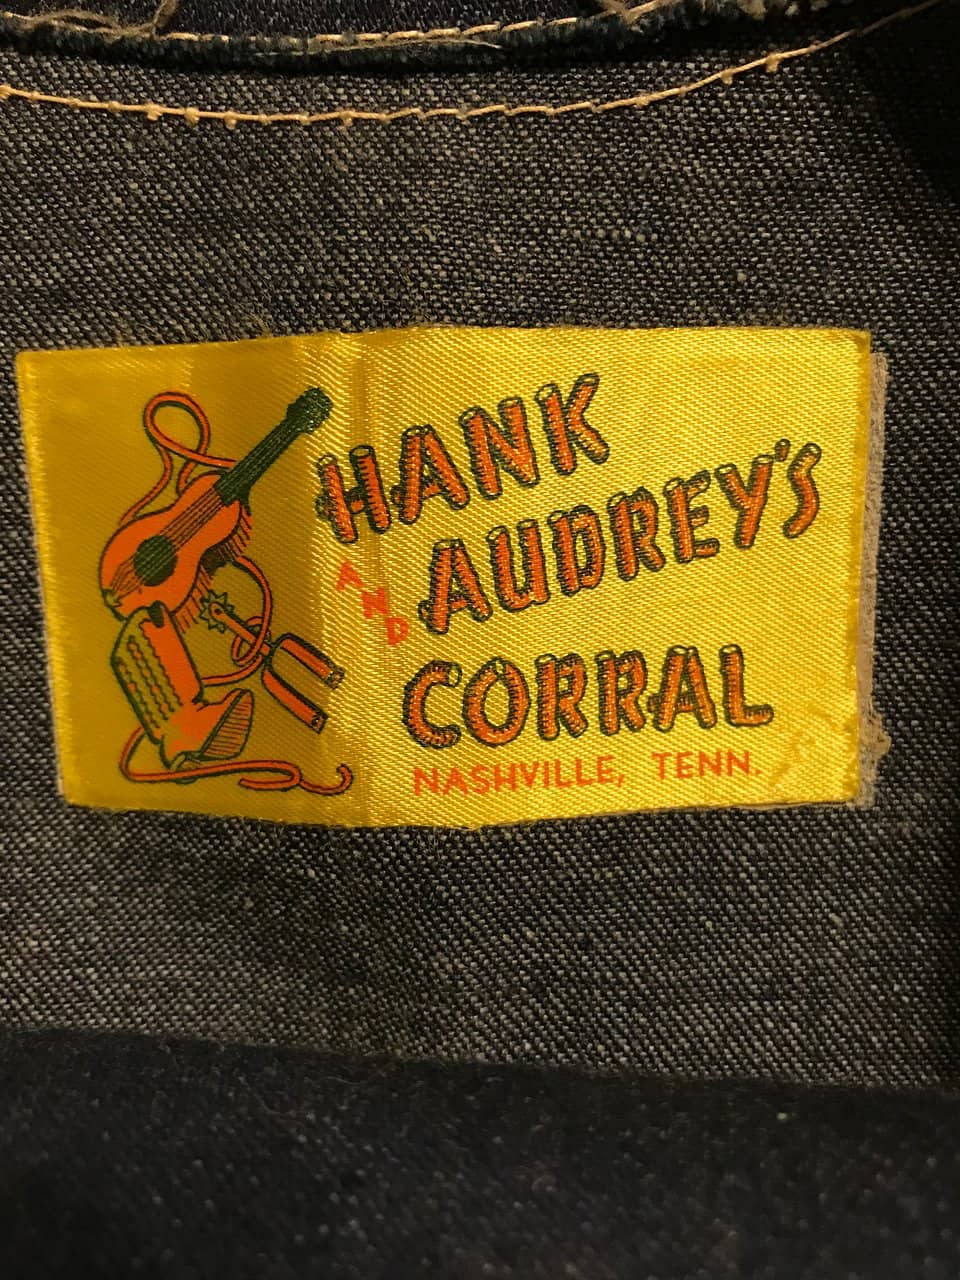 HANK
AND
AUDREY'S
CORRAL
NASHVILLE, TENN.